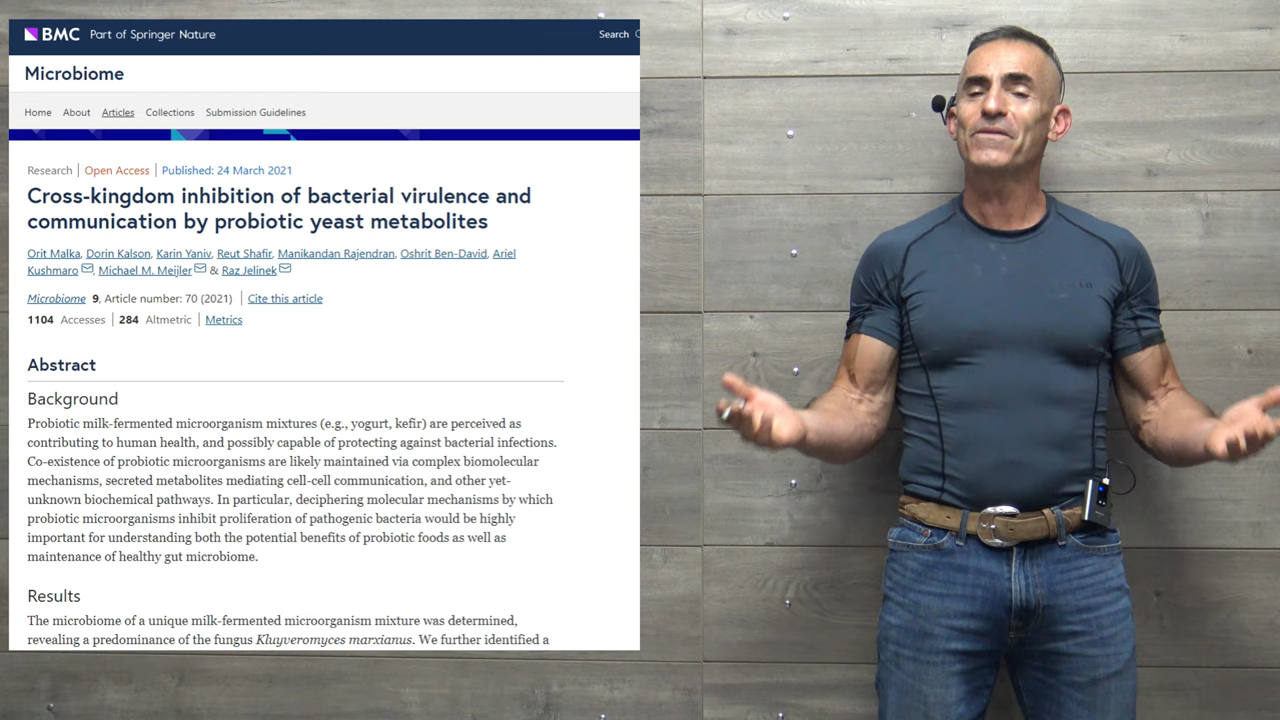 BMC Part of Springer Nature
Search
Microbiome
Home About Articles Collections Submission Guidelines
Research Open Access Published: 24 March 2021
Cross-kingdom inhibition of bacterial virulence and
communication by probiotic yeast metabolites
Orit Malka, Dorin Kalson, Karin Yaniv, Reut Shafir, Manikandan Rajendran, Oshrit Ben-David, Ariel
Kushmaro, Michael M. Meijler & Raz Jelinek
Microbiome 9, Article number: 70 (2021) Cite this article
1104 Accesses 284 Altmetric Metrics
Abstract
Background
Probiotic milk-fermented microorganism mixtures (e.g., yogurt, kefir) are perceived as
contributing to human health, and possibly capable of protecting against bacterial infections.
Co-existence of probiotic microorganisms are likely maintained via complex biomolecular
mechanisms, secreted metabolites mediating cell-cell communication, and other yet-
unknown biochemical pathways. In particular, deciphering molecular mechanisms by which
probiotic microorganisms inhibit proliferation of pathogenic bacteria would be highly
important for understanding both the potential benefits of probiotic foods as well as
maintenance of healthy gut microbiome.
Results
The microbiome of a unique milk-fermented microorganism mixture was determined,
revealing a predominance of the fungus Kluyveromyces marxianus. We further identified a